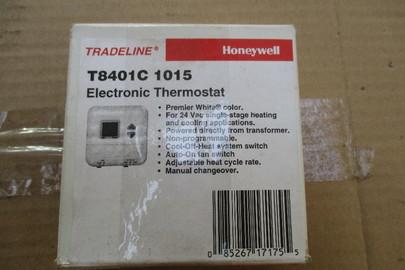 TRADELINE® Honeywell
T8401C 1015
Electronic Thermostat
• Premier White® color.
• For 24 Vac single-stage heating
and cooling applications.
• Powered directly from transformer.
• Non-programmable.
• Cool-Off-Heat system switch
• Auto-On fan switch
• Adjustable heat cycle rate.
• Manual changeover.
0 85267 17175 5